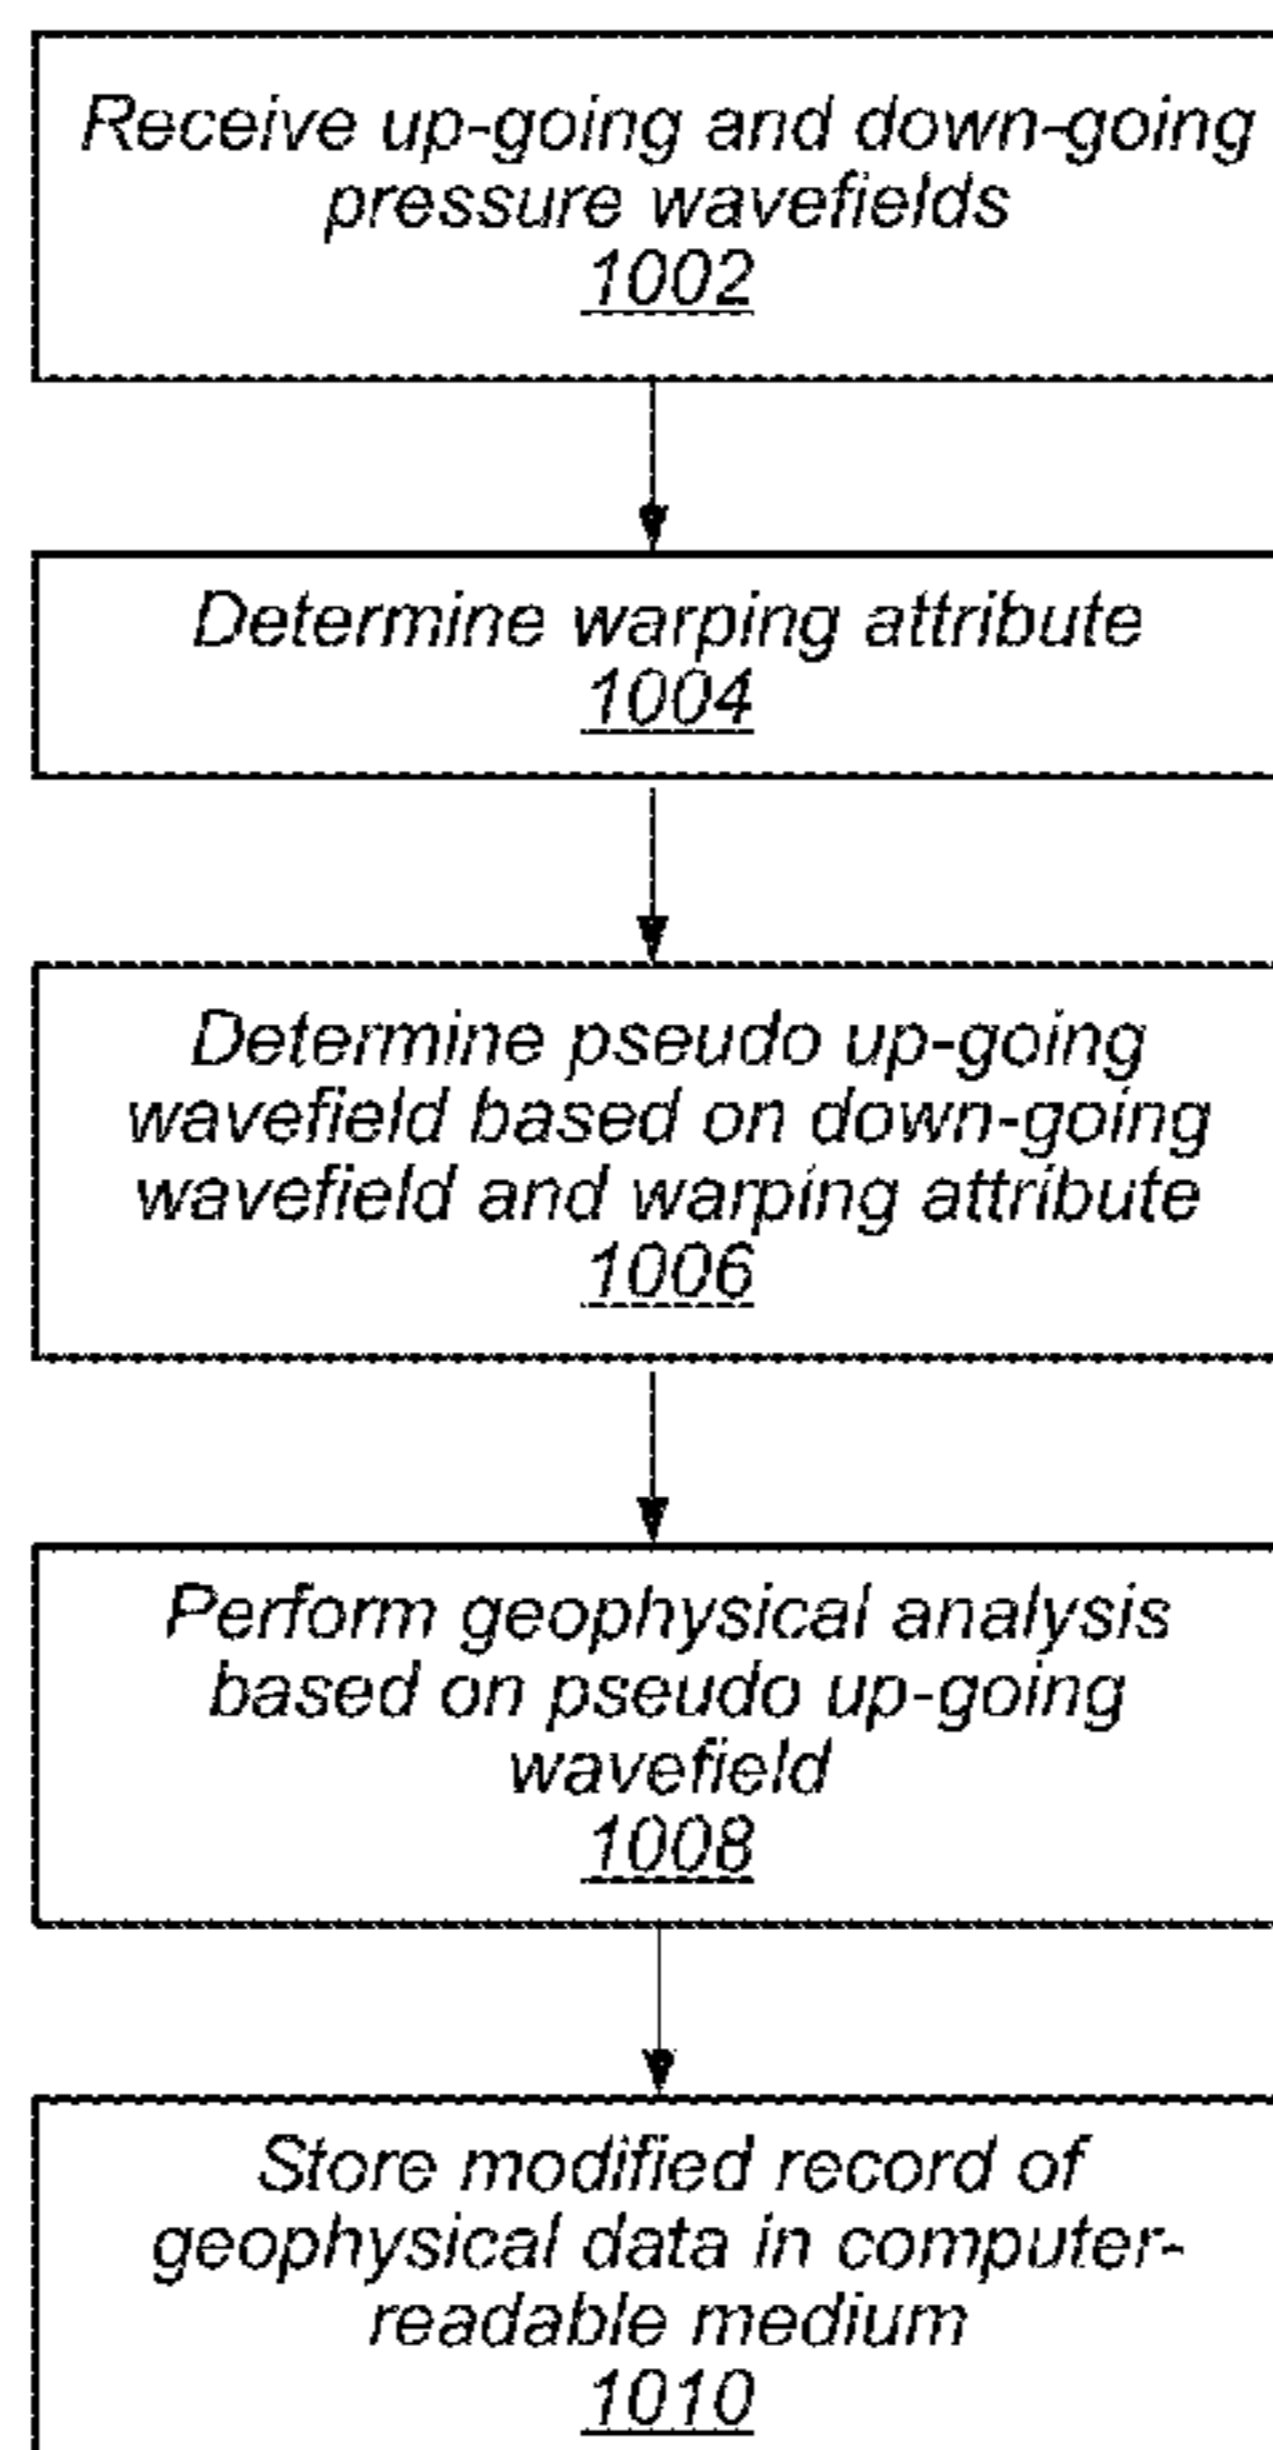 Receive up-going and down-going
pressure wavefields
1002
Determine warping attribute
1004
Determine pseudo up-going
wavefield based on down-going
wavefield and warping attribute
1006
Perform geophysical analysis
based on pseudo up-going
wavefield
1008
Store modified record of
geophysical data in computer-
readable medium
1010